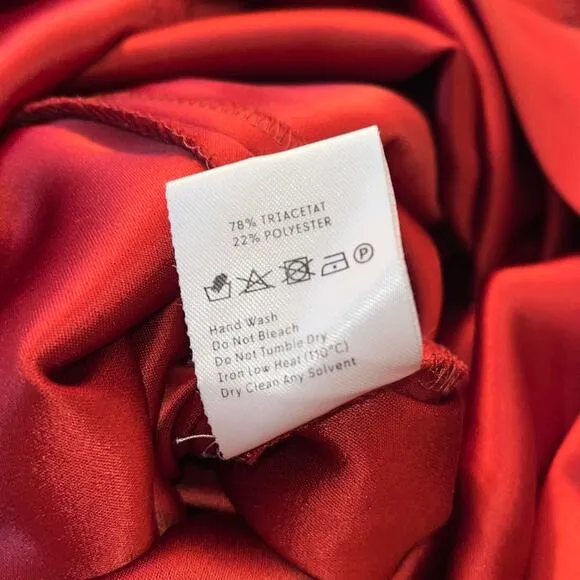 78% TRIACETAT
22% POLYESTER
P
Hand Wash
Do Not Bleach
Do Not Tumble Dry
Iron Low Heat (110°C)
Dry Clean Any Solvent